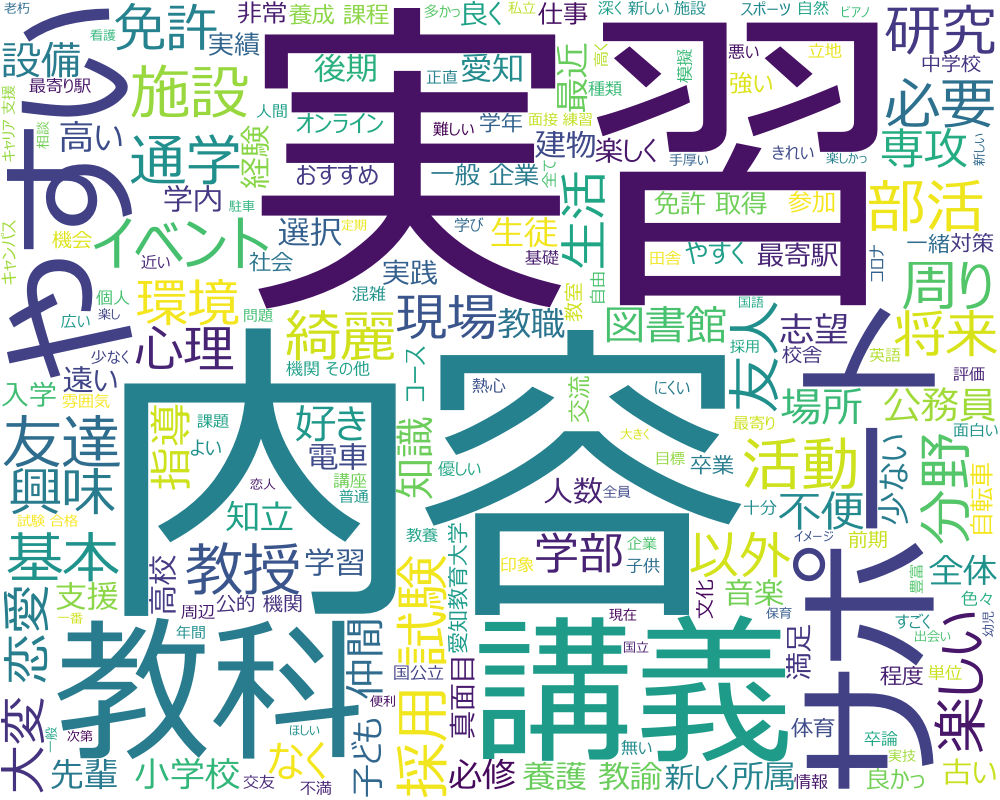 老朽
看護
免許
実績
非常
養成 課程
多かっ
私立
良く
仕事
深く
新しい 施設
スポーツ
自然
ピアノ
研究
中学校
設備
最寄り駅
施設
後期
正直
愛知
最近
種類
高く
模擬
強い
悪い
立地
必要
やすい
キャリア 支援
相談
高い
通学
経験
人間
オンライン
難しい
学年
面接 練習
建物
楽しく
手厚い
きれい
楽しかっ
専攻
新しい
実習
学内
駐車
おすすめ
一般 企業
全て
生活
免許 取得
参加
部活
キャンパス
機会
近い
イベント
選択
定期
学び
生徒
社会
基礎
田舎
やすく
最寄駅
コロナ
一緒
対策
個人
楽し
広い
環境
問題
混雑
実践
現場
教職
教室
自由
図書館
国語
友人
志望
周り
少なく
心理
綺麗
機関 その他
コース
熱心
交流
にくい
採用
校舎
英語
将来
評価
遠い
入学
雰囲気
友達
指導
課題
よい
好き
電車
講座
普通
恋人
知識
優しい
大きく
最寄り
目標
卒業
場所
公務員
面白い
内容
サポート
興味
試験 合格
知立
人数
全員
活動
十分
不便
少ない
分野
自転車
基本
高校
教授
学習
教養
愛知教育大学
印象
学部
企業
子供
以外
イメージ
前期
音楽
豊富
全体
色々
恋愛
支援
一番
周辺
公的 機関
試験
文化
現在
保育
すごく
出会い
幼児
教科
年間
仲間
国公立
真面目
国立
満足
程度
単位
楽しい
大変
一般
次第
ほしい
便利
子ども
採用
講義
無い
体育
卒論
実技
先輩
小学校
交友
なく
不満
必修
養護 教諭
新しく
所属
情報
良かっ
古い